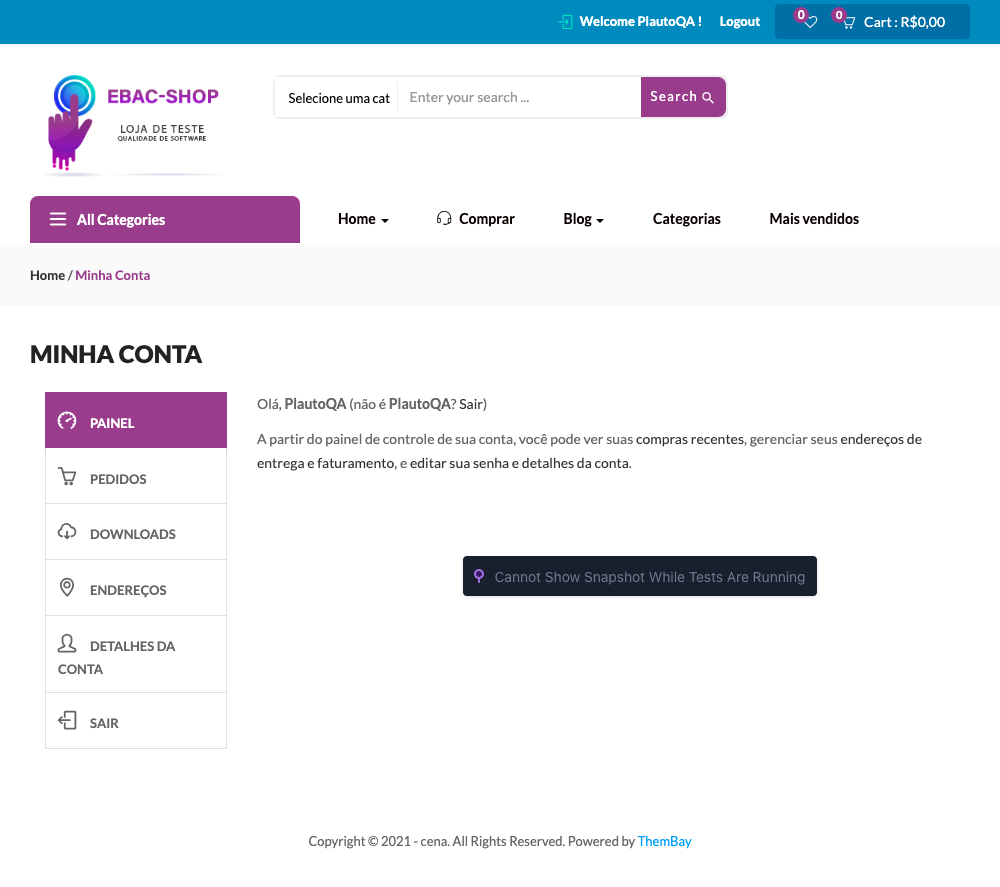 Welcome PlautoQA ! Logout 0 0 Cart : R$0,00
EBAC-SHOP
LOJA DE TESTE
QUALIDADE DE SOFTWARE
Selecione uma cat Enter your search ... Search
All Categories Home Comprar Blog Categorias Mais vendidos
Home / Minha Conta
MINHA CONTA
PAINEL
PEDIDOS
DOWNLOADS
ENDEREÇOS
DETALHES DA
CONTA
SAIR
Olá, PlautoQA (não é PlautoQA? Sair)
A partir do painel de controle de sua conta, você pode ver suas compras recentes, gerenciar seus endereços de
entrega e faturamento, e editar sua senha e detalhes da conta.
Cannot Show Snapshot While Tests Are Running
Copyright © 2021 - cena. All Rights Reserved. Powered by ThemBay